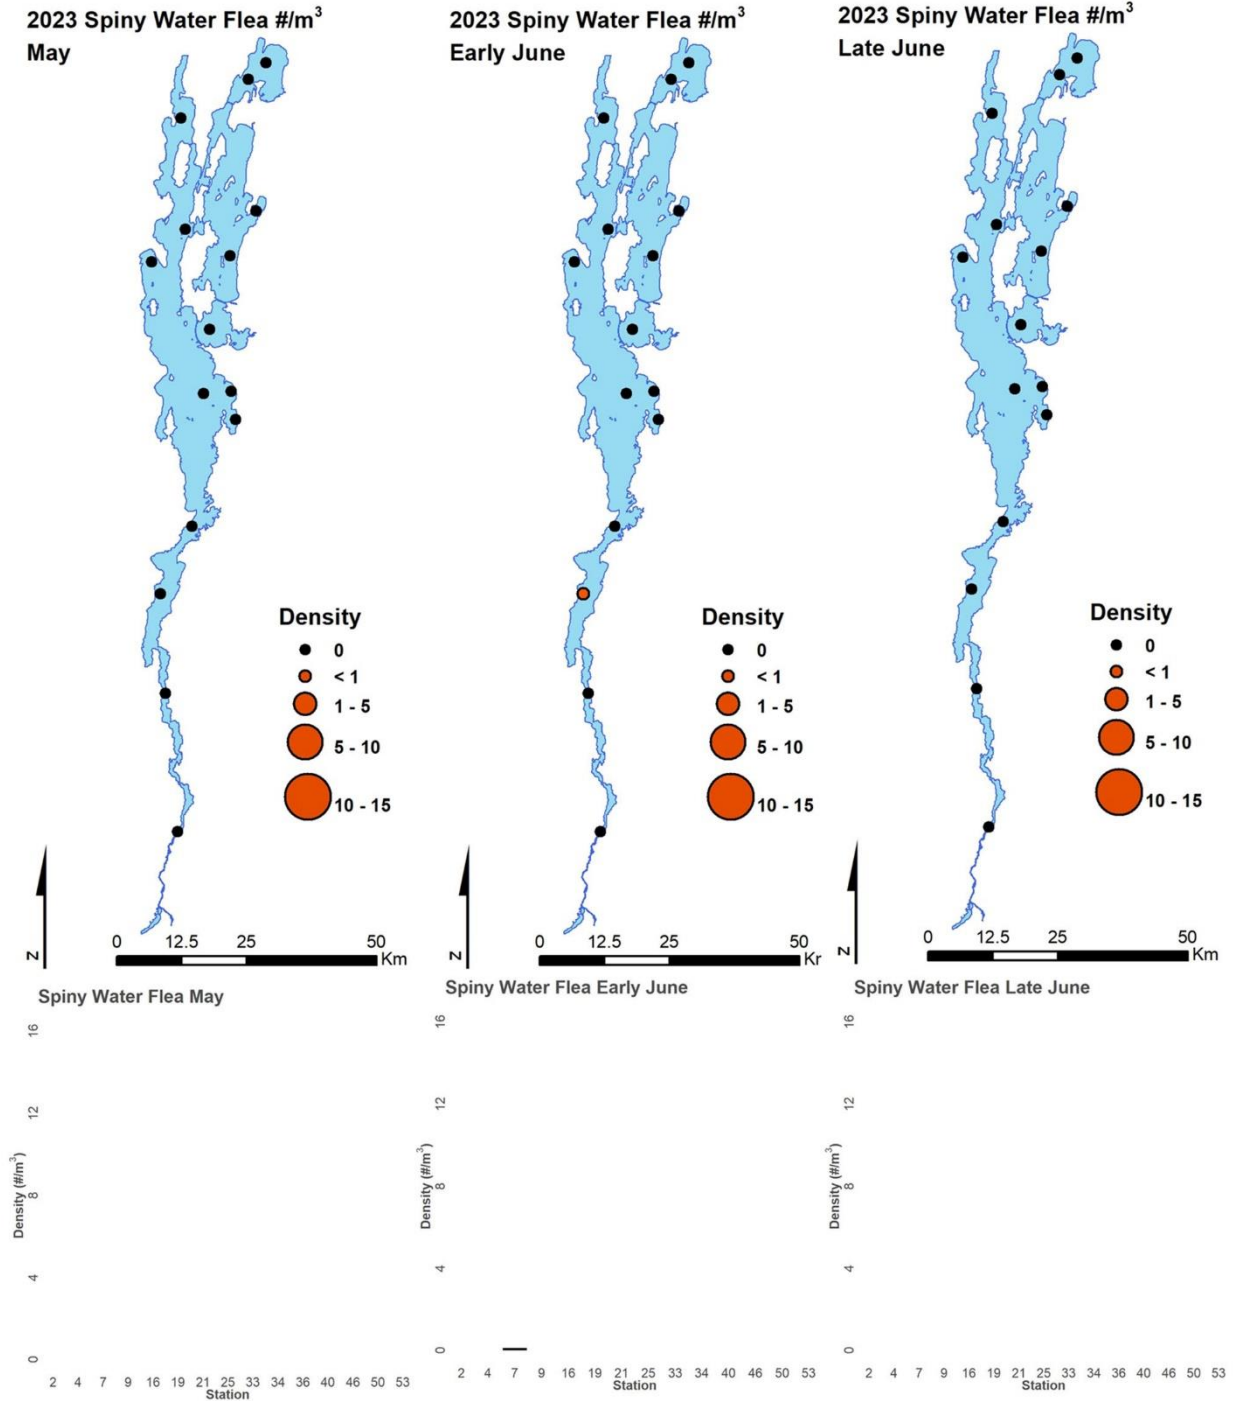 2023 Spiny Water Flea #/m³
May
Density
0
< 1
1 - 5
5 - 10
10 - 15
N
0 12.5 25 50
Km
2023 Spiny Water Flea #/m³
Early June
Density
0
< 1
1 - 5
5 - 10
10 - 15
N
0 12.5 25 50
Kr
2023 Spiny Water Flea #/m³
Late June
Density
0
< 1
1 - 5
5 - 10
10 - 15
N
0 12.5 25 50
Km
Spiny Water Flea May
16
12
8
4
0
Density (#/m³)
2 4 7 9 16 19 21 25 33 34 36 40 46 50 53
Station
Spiny Water Flea Early June
16
12
8
4
0
Density (#/m³)
2 4 7 9 16 19 21 25 33 34 40 46 50 53
Station
Spiny Water Flea Late June
16
12
8
4
0
Density (#/m³)
2 4 7 9 16 19 21 25 33 36 40 46 50 53
Station